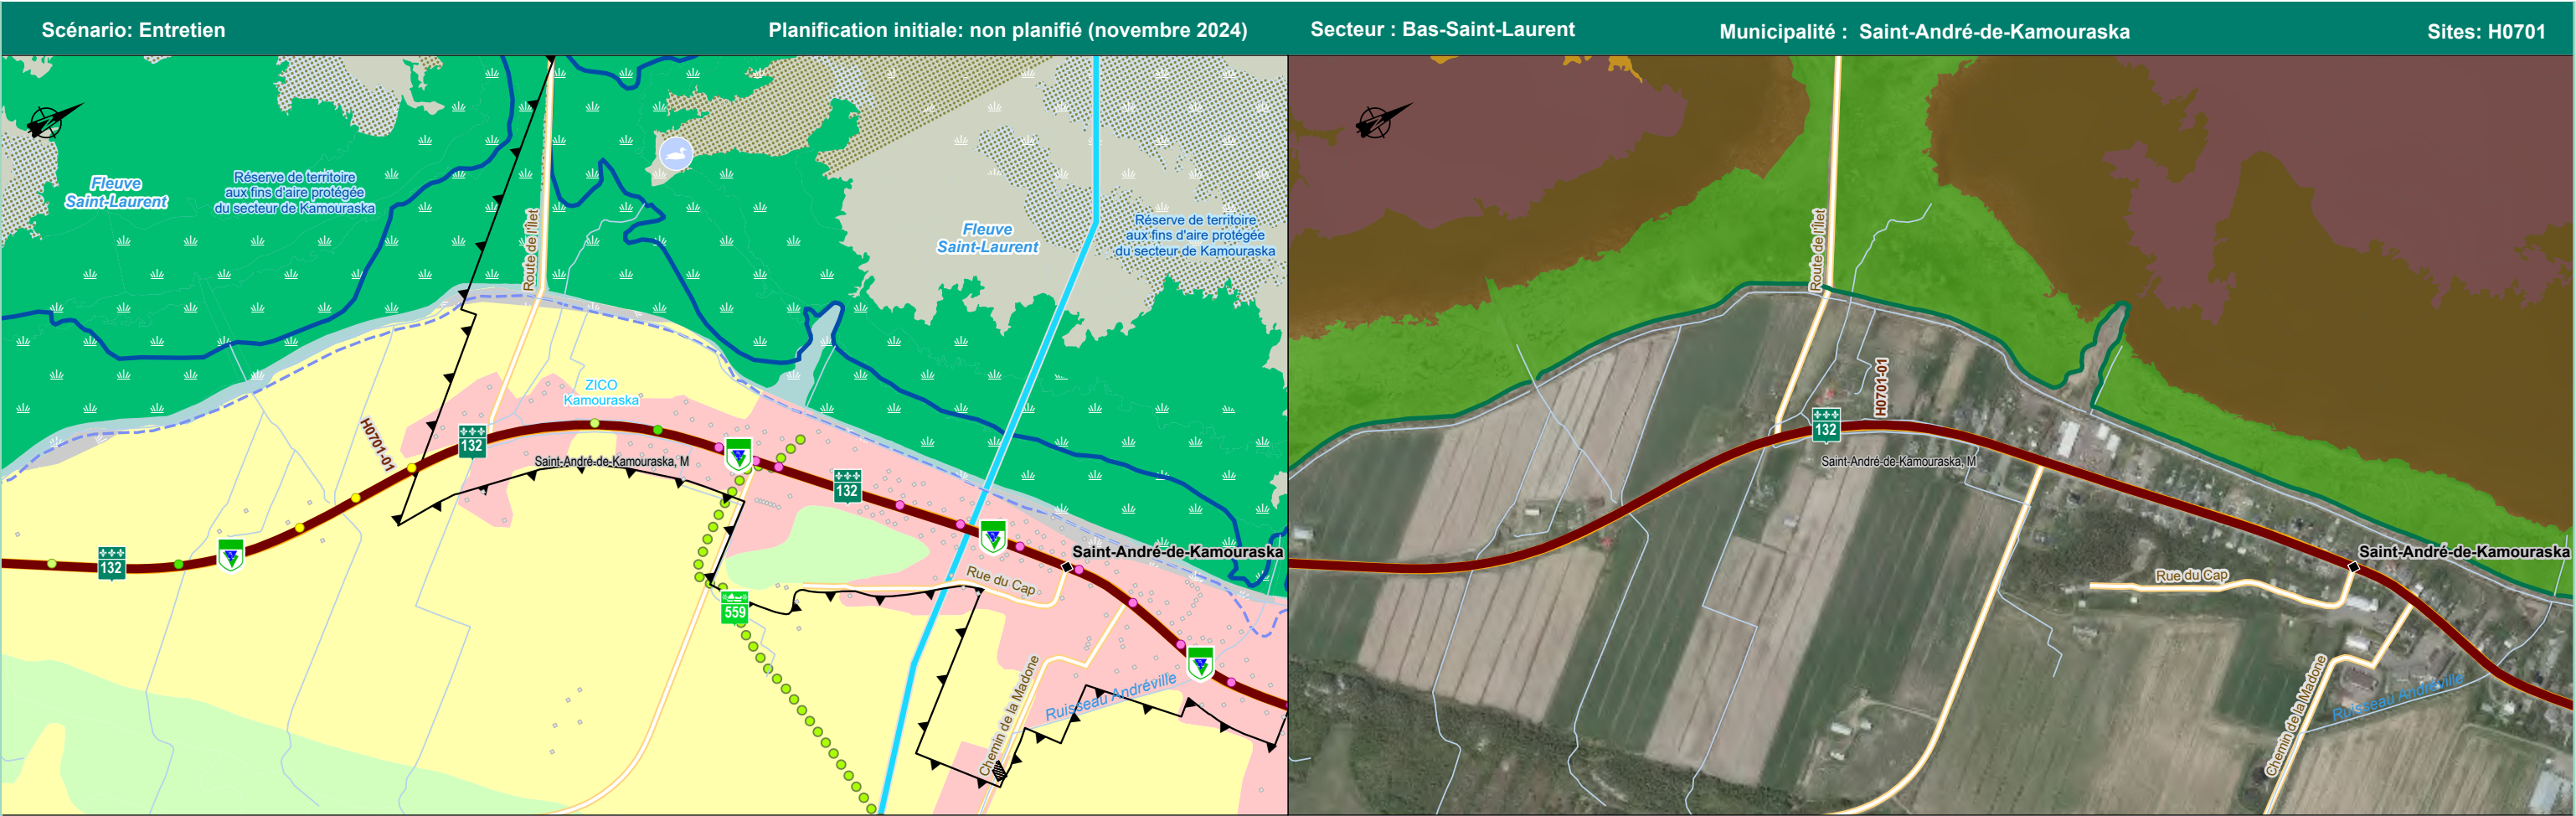 Scénario: Entretien
Planification initiale: non planifié (novembre 2024)
Secteur : Bas-Saint-Laurent
Municipalité : Saint-André-de-Kamouraska
Sites: H0701
Fleuve
Saint-Laurent
Réserve de territoire
aux fins d'aire protégée
du secteur de Kamouraska
Route de l'Îlet
Fleuve
Saint-Laurent
Réserve de territoire
aux fins d'aire protégée
du secteur de Kamouraska
ZICO
Kamouraska
H0701-01
132
Saint-André-de-Kamouraska, M
132
132
Saint-André-de-Kamouraska
Rue du Cap
559
Chemin de la Madone
Ruisseau Andréville
Route de l'Îlet
H0701-01
132
Saint-André-de-Kamouraska, M
Saint-André-de-Kamouraska
Rue du Cap
Chemin de la Madone
Ruisseau Andréville